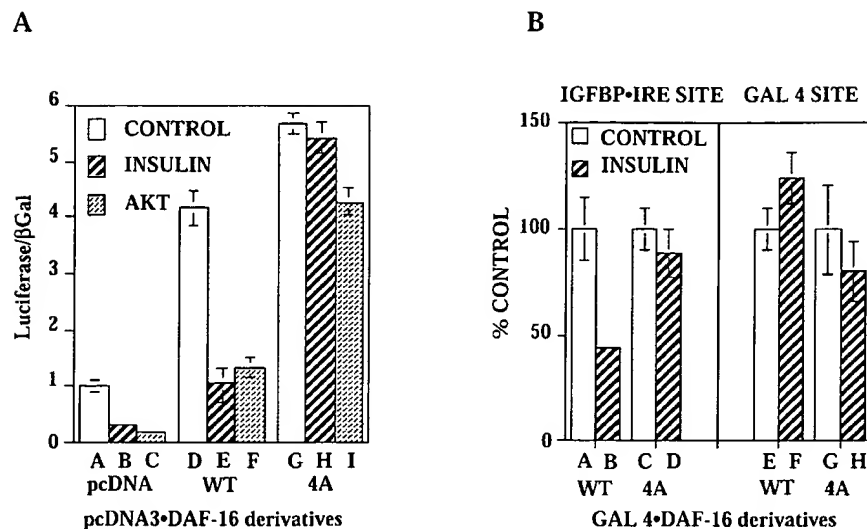 A
6
5
4
3
2
1
0
Luciferase/βGal
CONTROL
INSULIN
AKT
A B C D E F G H I
pcDNA WT 4A
pcDNA3•DAF-16 derivatives
B
IGFBP•IRE SITE GAL 4 SITE
150
100
50
0
% CONTROL
CONTROL
INSULIN
CONTROL
INSULIN
A B C D E F G H
WT 4A WT 4A
GAL 4•DAF-16 derivatives